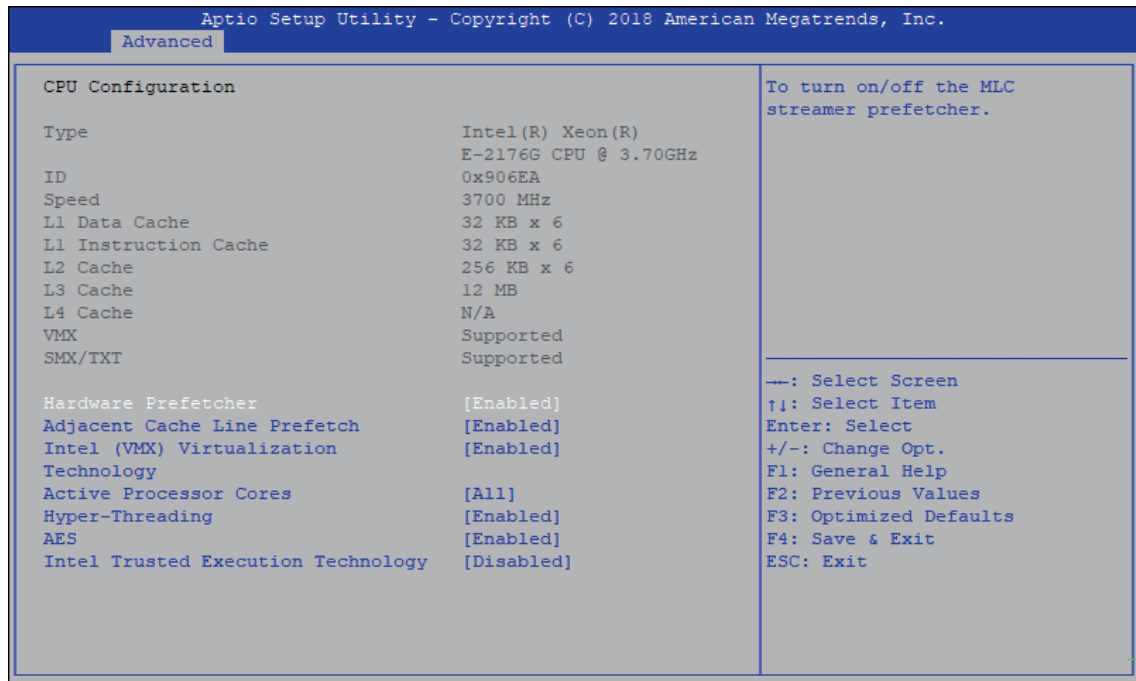 Aptio Setup Utility - Copyright (C) 2018 American Megatrends, Inc.
Advanced
CPU Configuration
Type Intel(R) Xeon(R)
E-2176G CPU @ 3.70GHz
ID 0x906EA
Speed 3700 MHz
L1 Data Cache 32 KB x 6
L1 Instruction Cache 32 KB x 6
L2 Cache 256 KB x 6
L3 Cache 12 MB
L4 Cache N/A
VMX Supported
SMX/TXT Supported
Hardware Prefetcher [Enabled]
Adjacent Cache Line Prefetch [Enabled]
Intel (VMX) Virtualization [Enabled]
Technology
Active Processor Cores [All]
Hyper-Threading [Enabled]
AES [Enabled]
Intel Trusted Execution Technology [Disabled]
To turn on/off the MLC
streamer prefetcher.
→←: Select Screen
↑↓: Select Item
Enter: Select
+/-: Change Opt.
F1: General Help
F2: Previous Values
F3: Optimized Defaults
F4: Save & Exit
ESC: Exit